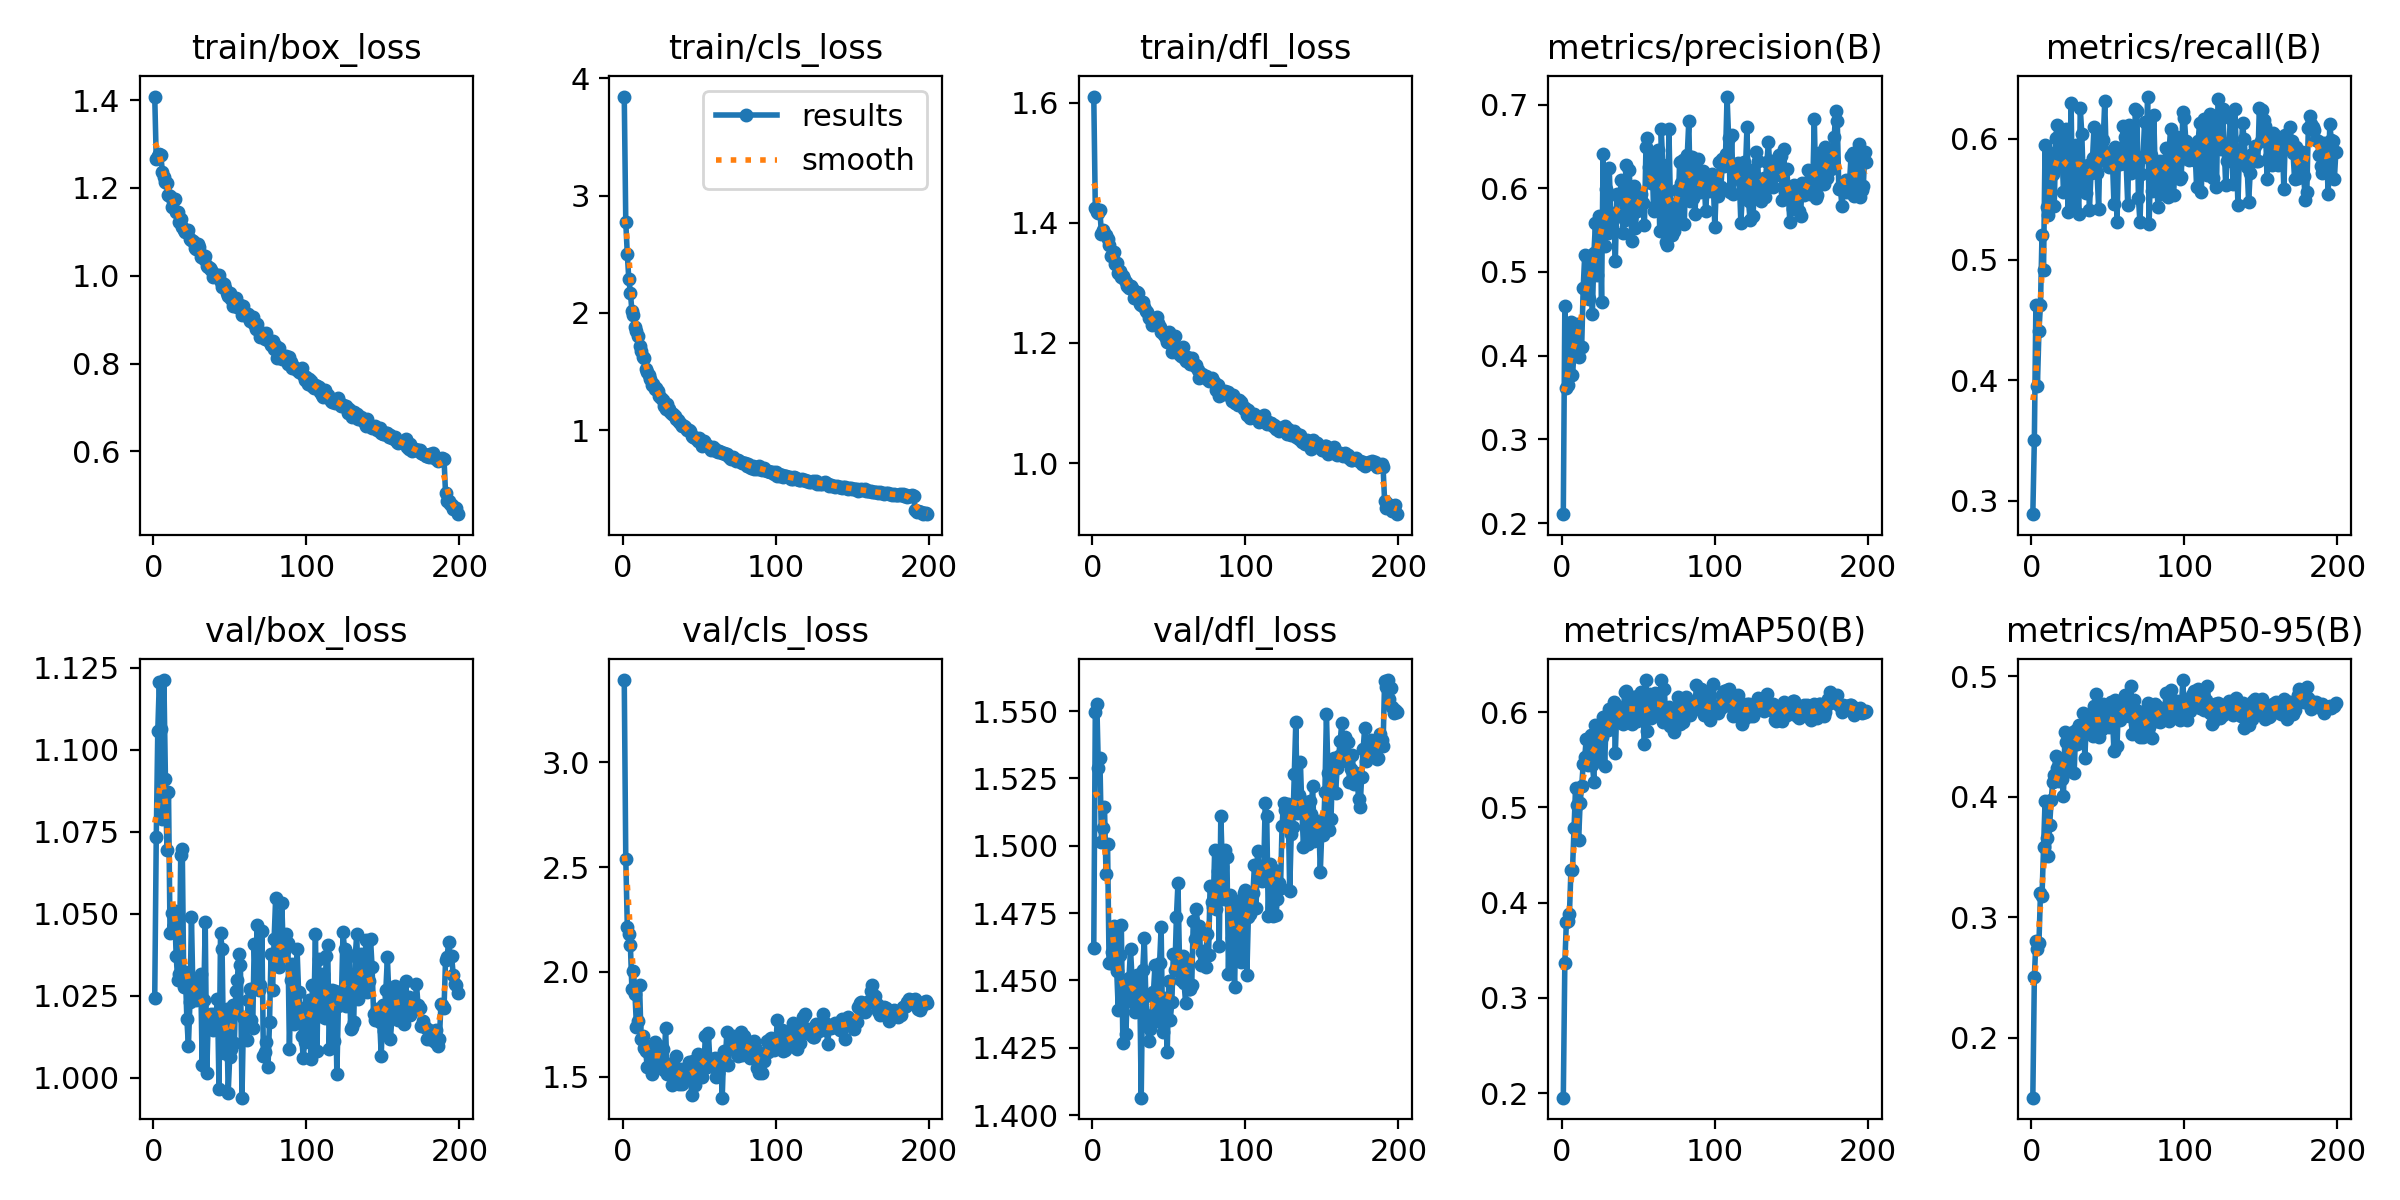 train/box_loss
1.4
1.2
1.0
0.8
0.6
0 100 200
train/cls_loss
results
smooth
4
3
2
1
0 100 200
train/dfl_loss
1.6
1.4
1.2
1.0
0 100 200
metrics/precision(B)
0.7
0.6
0.5
0.4
0.3
0.2
0 100 200
metrics/recall(B)
0.6
0.5
0.4
0.3
0 100 200
val/box_loss
1.125
1.100
1.075
1.050
1.025
1.000
0 100 200
val/cls_loss
3.0
2.5
2.0
1.5
0 100 200
val/dfl_loss
1.550
1.525
1.500
1.475
1.450
1.425
1.400
0 100 200
metrics/mAP50(B)
0.6
0.5
0.4
0.3
0.2
0 100 200
metrics/mAP50-95(B)
0.5
0.4
0.3
0.2
0 100 200